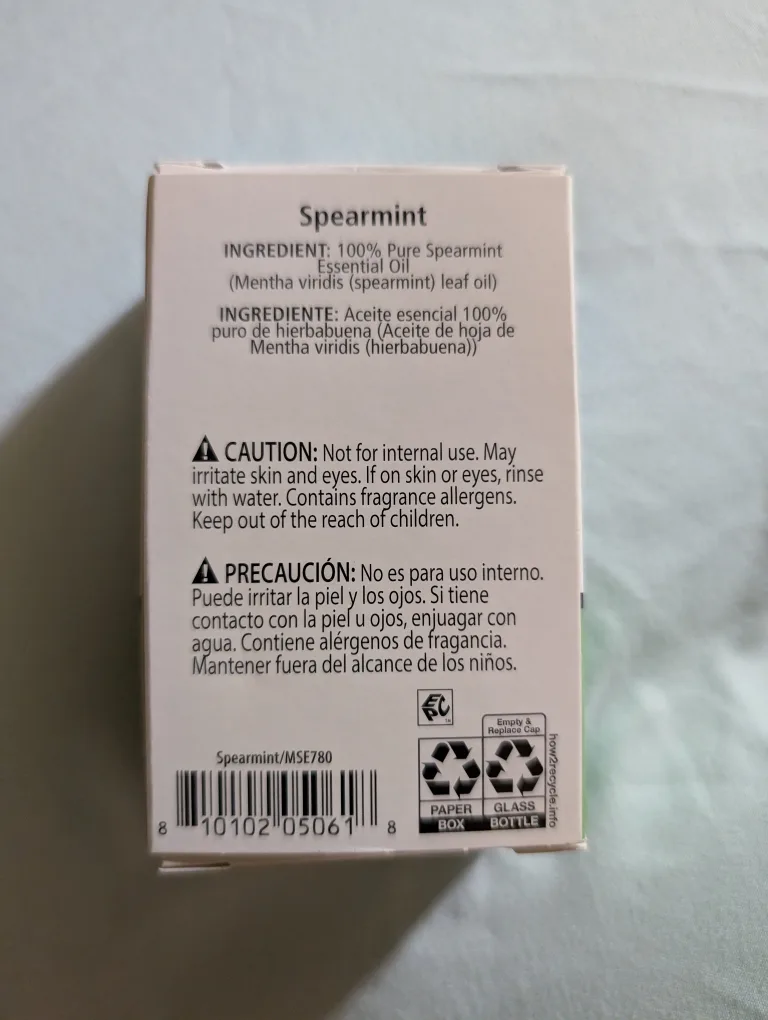 Spearmint
INGREDIENT: 100% Pure Spearmint
Essential Oil
(Mentha viridis (spearmint) leaf oil)
INGREDIENTE: Aceite esencial 100%
puro de hierbabuena (Aceite de hoja de
Mentha viridis (hierbabuena))
CAUTION: Not for internal use. May
irritate skin and eyes. If on skin or eyes, rinse
with water. Contains fragrance allergens.
Keep out of the reach of children.
PRECAUCIÓN: No es para uso interno.
Puede irritar la piel y los ojos. Si tiene
contacto con la piel u ojos, enjuagar con
agua. Contiene alérgenos de fragancia.
Mantener fuera del alcance de los niños.
EPC
Empty &
Replace Cap
PAPER
BOX
GLASS
BOTTLE
how2recycle.info
Spearmint/MSE780
8 10102 05061 8